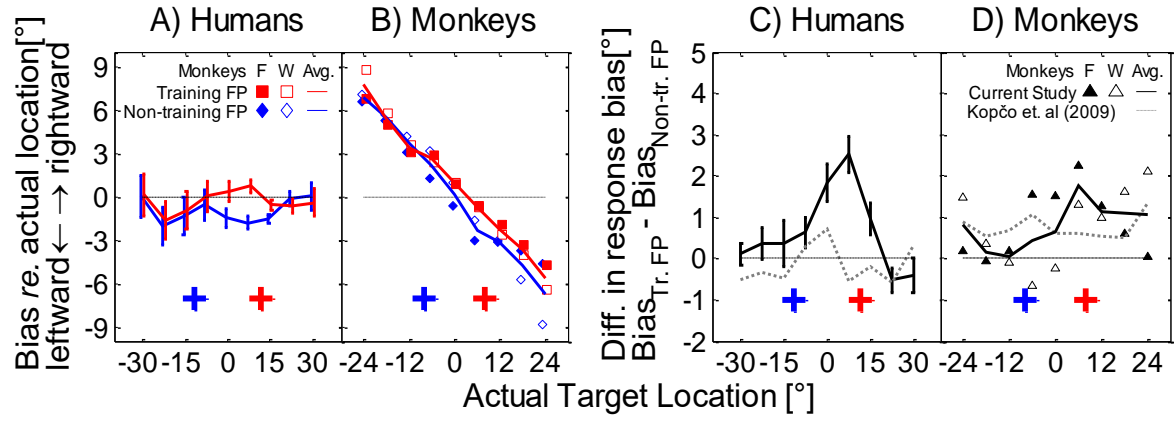 A) Humans
B) Monkeys
C) Humans
D) Monkeys
Bias re. actual location[°]
leftward ← → rightward
9
6
3
0
-3
-6
-9
Monkeys F W Avg.
Training FP
Non-training FP
-30 -15 0 15 30
-24 -12 0 12 24
Diff. in response bias[°]
BiasTr. FP - BiasNon-tr. FP
5
4
3
2
1
0
-1
-2
Monkeys F W Avg.
Current Study
Kopčo et. al (2009)
-30 -15 0 15 30
-24 -12 0 12 24
Actual Target Location [°]